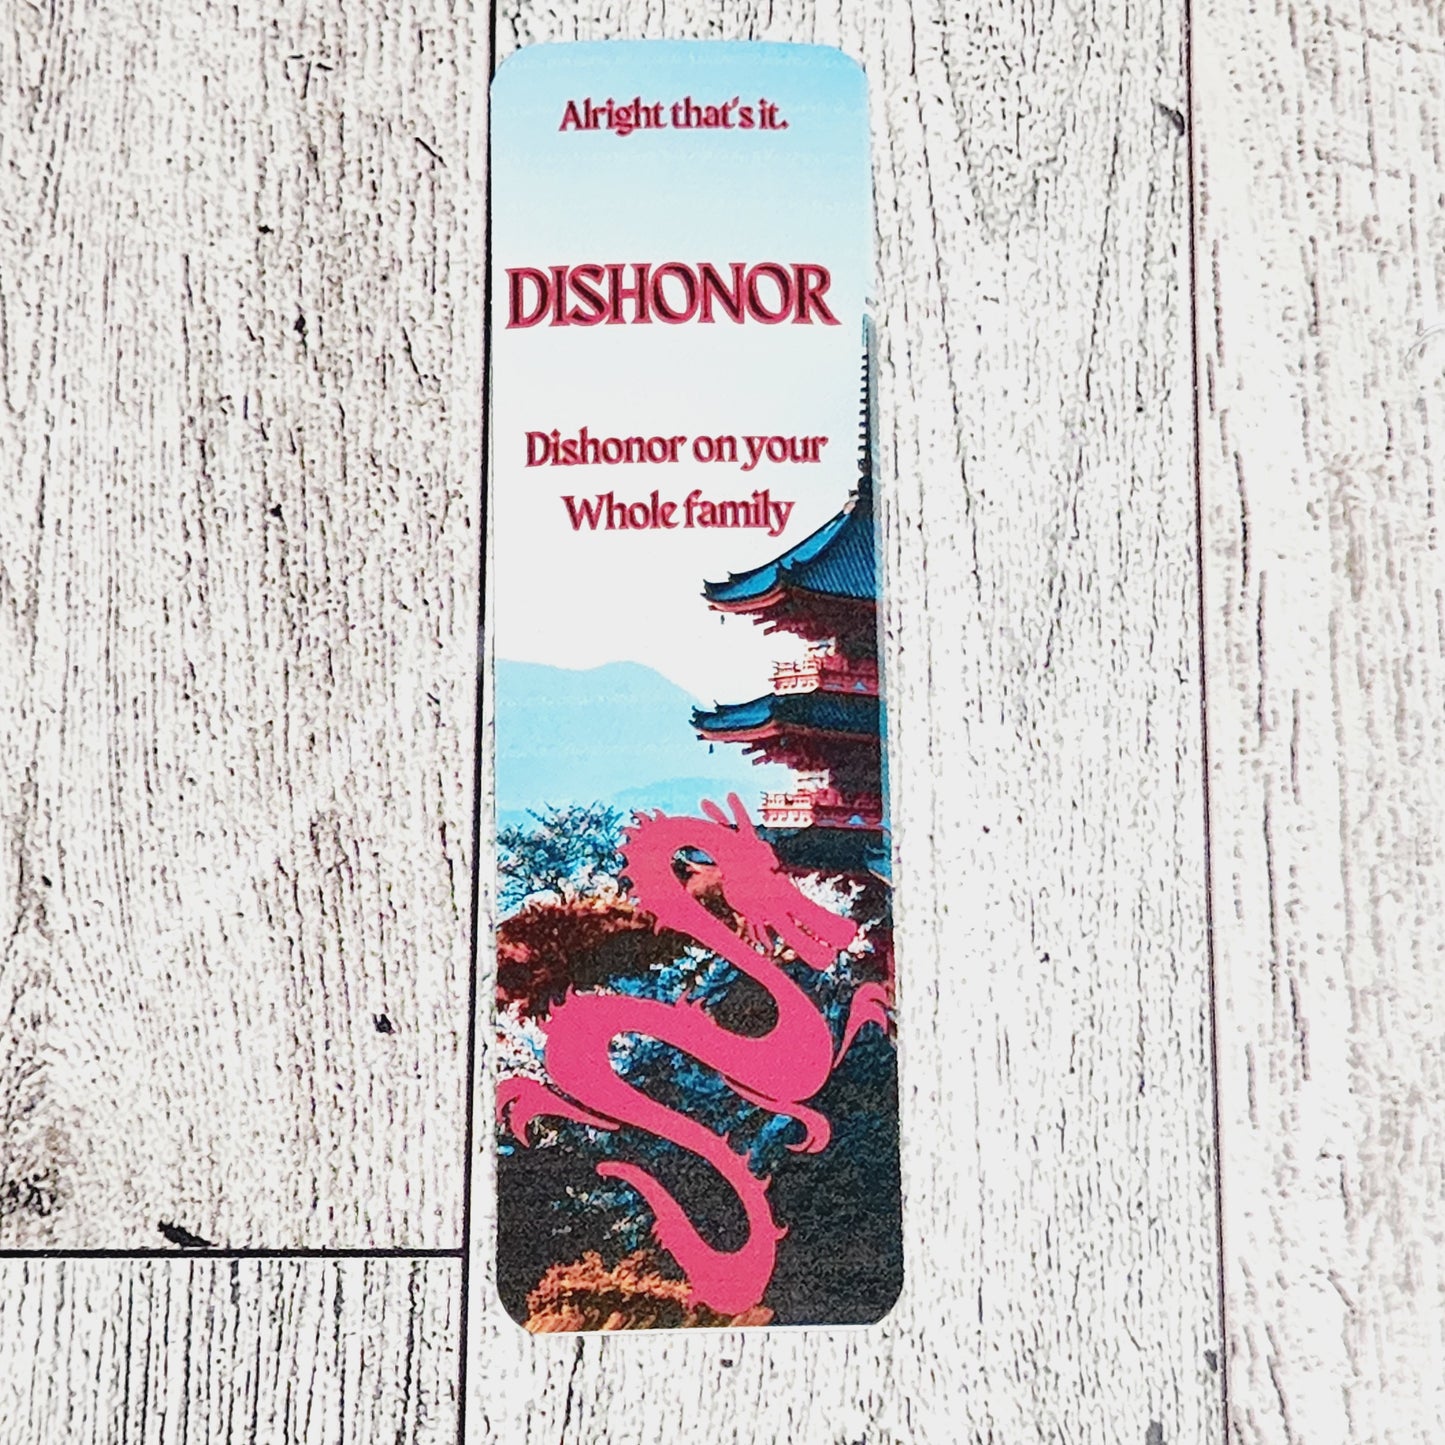 Alright that's it.
DISHONOR
Dishonor on your
Whole family